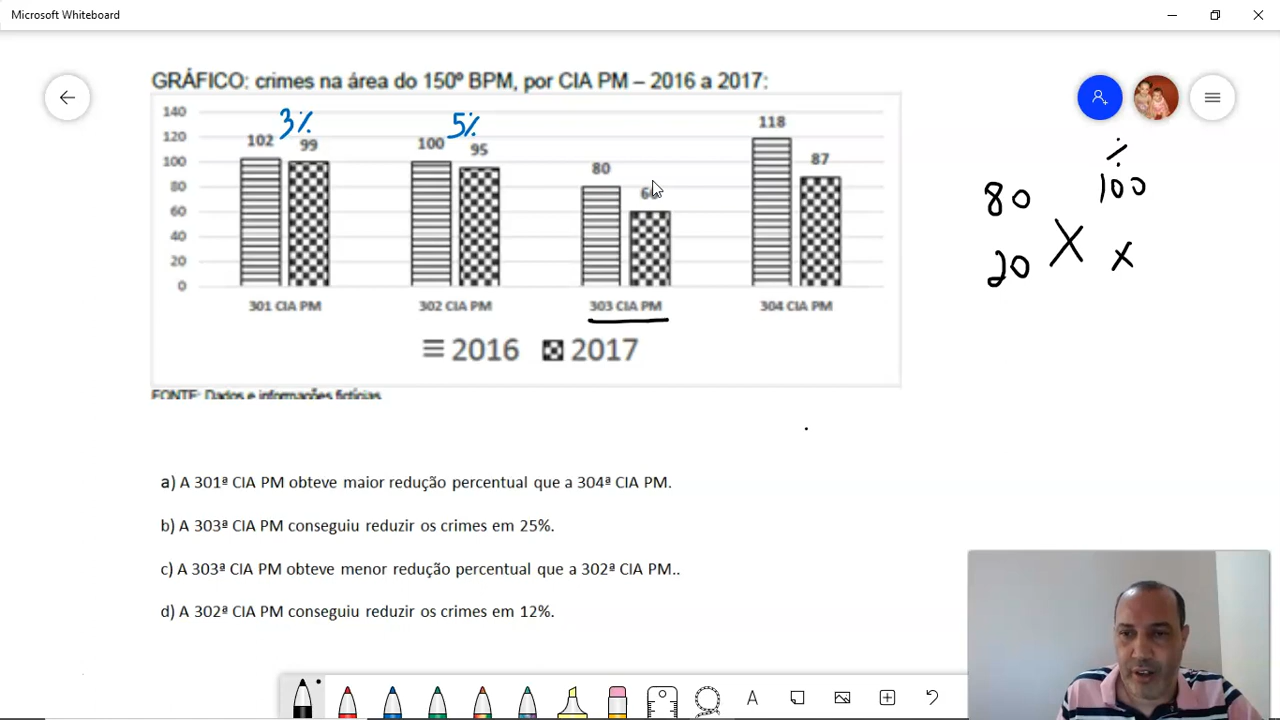 Microsoft Whiteboard
GRÁFICO: crimes na área do 150º BPM, por CIA PM – 2016 a 2017:
140
120
100
80
60
40
20
0
102
3%
99
100
5%
95
80
118
87
301 CIA PM
302 CIA PM
303 CIA PM
304 CIA PM
2016
2017
FONTE: Dados e informações fictícias
÷
80
100
20
X
x
a) A 301ª CIA PM obteve maior redução percentual que a 304ª CIA PM.
b) A 303ª CIA PM conseguiu reduzir os crimes em 25%.
c) A 303ª CIA PM obteve menor redução percentual que a 302ª CIA PM..
d) A 302ª CIA PM conseguiu reduzir os crimes em 12%.
A